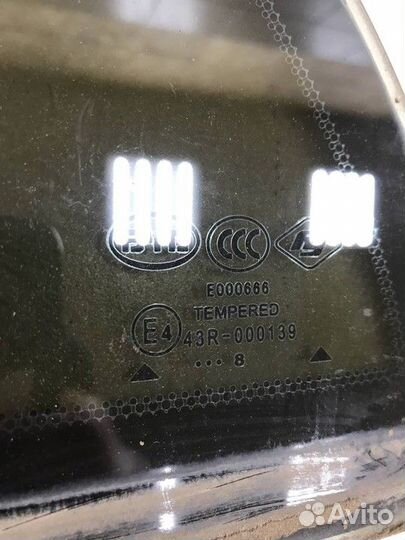 CCC
E000666
TEMPERED
E4 43R-000139
... 8
Avito